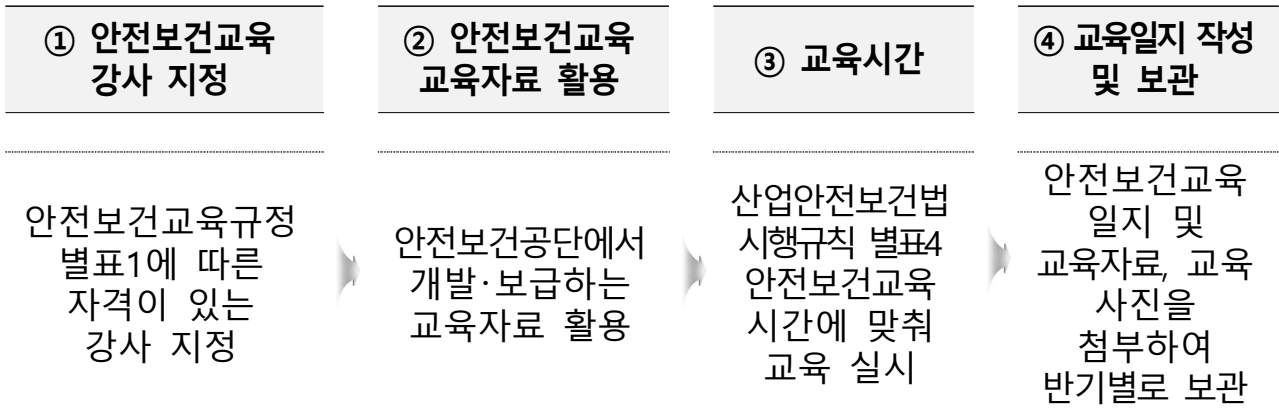 ① 안전보건교육
강사 지정
② 안전보건교육
교육자료 활용
③ 교육시간
④ 교육일지 작성
및 보관
안전보건교육규정
별표1에 따른
자격이 있는
강사 지정
안전보건공단에서
개발·보급하는
교육자료 활용
산업안전보건법
시행규칙 별표4
안전보건교육
시간에 맞춰
교육 실시
안전보건교육
일지 및
교육자료, 교육
사진을
첨부하여
반기별로 보관